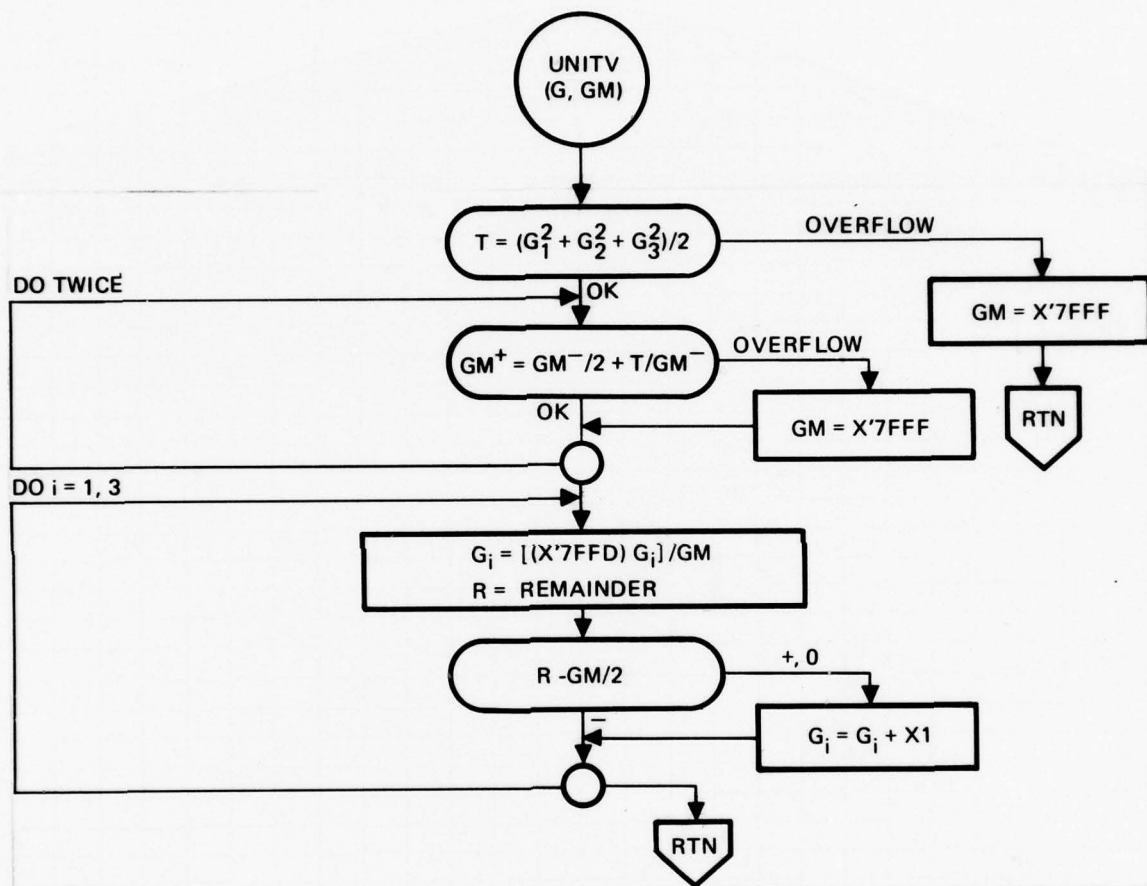 UNITV
(G, GM)
T = (G₁² + G₂² + G₃²)/2
OVERFLOW
DO TWICE
OK
GM = X'7FFF
GM⁺ = GM⁻/2 + T/GM⁻
OVERFLOW
OK
GM = X'7FFF
RTN
DO i = 1, 3
Gᵢ = [(X'7FFD) Gᵢ]/GM
R = REMAINDER
R -GM/2
+, 0
−
Gᵢ = Gᵢ + X1
RTN